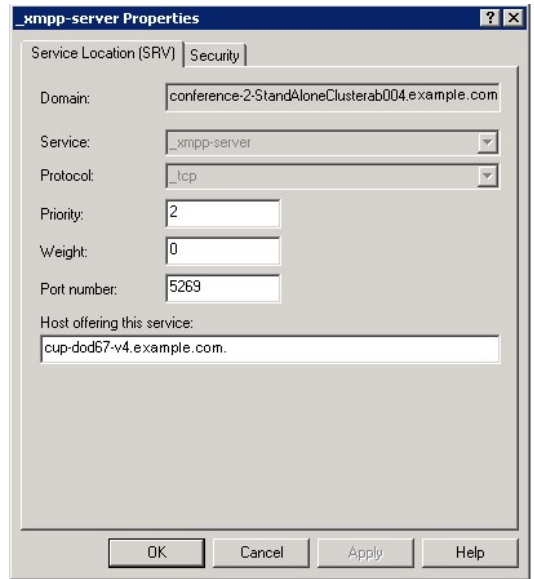 _xmpp-server Properties
Service Location (SRV) Security
Domain: conference-2-StandAloneClusterab004.example.com
Service: _xmpp-server
Protocol: _tcp
Priority: 2
Weight: 0
Port number: 5269
Host offering this service:
cup-dod67-v4.example.com.
OK Cancel Apply Help